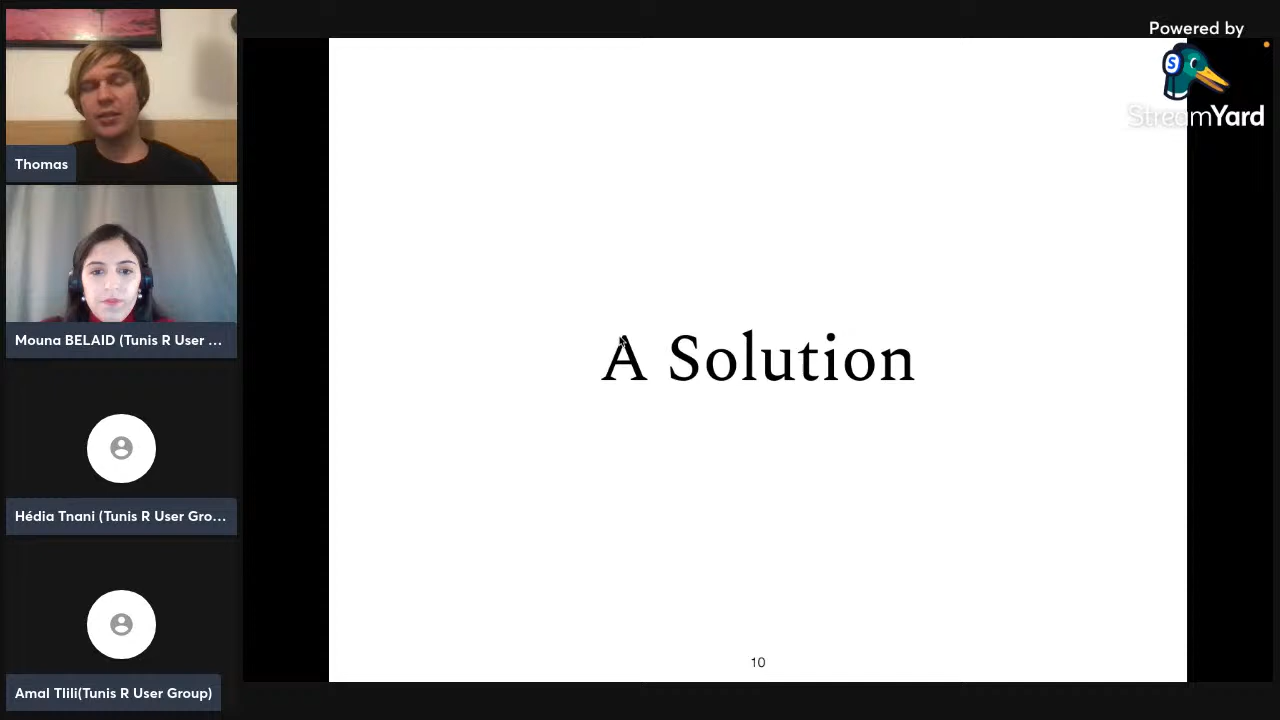 Powered by
StreamYard
Thomas
Mouna BELAID (Tunis R User ...
Hédia Tnani (Tunis R User Gro...
Amal Tlili(Tunis R User Group)
A Solution
10